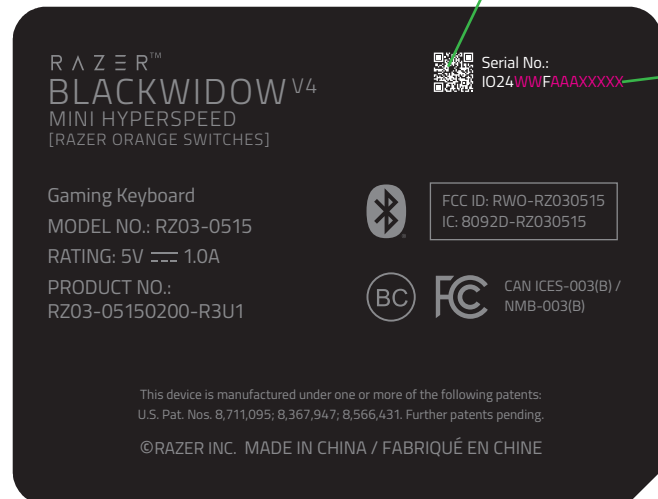 RAZER™
BLACKWIDOW V4
MINI HYPERSPEED
[RAZER ORANGE SWITCHES]
Serial No.:
IO24WWFAAAXXXXX
Gaming Keyboard
MODEL NO.: RZ03-0515
RATING: 5V ⎓ 1.0A
PRODUCT NO.:
RZ03-05150200-R3U1
FCC ID: RWO-RZ030515
IC: 8092D-RZ030515
BC
FC
CAN ICES-003(B) /
NMB-003(B)
This device is manufactured under one or more of the following patents:
U.S. Pat. Nos. 8,711,095; 8,367,947; 8,566,431. Further patents pending.
©RAZER INC. MADE IN CHINA / FABRIQUÉ EN CHINE